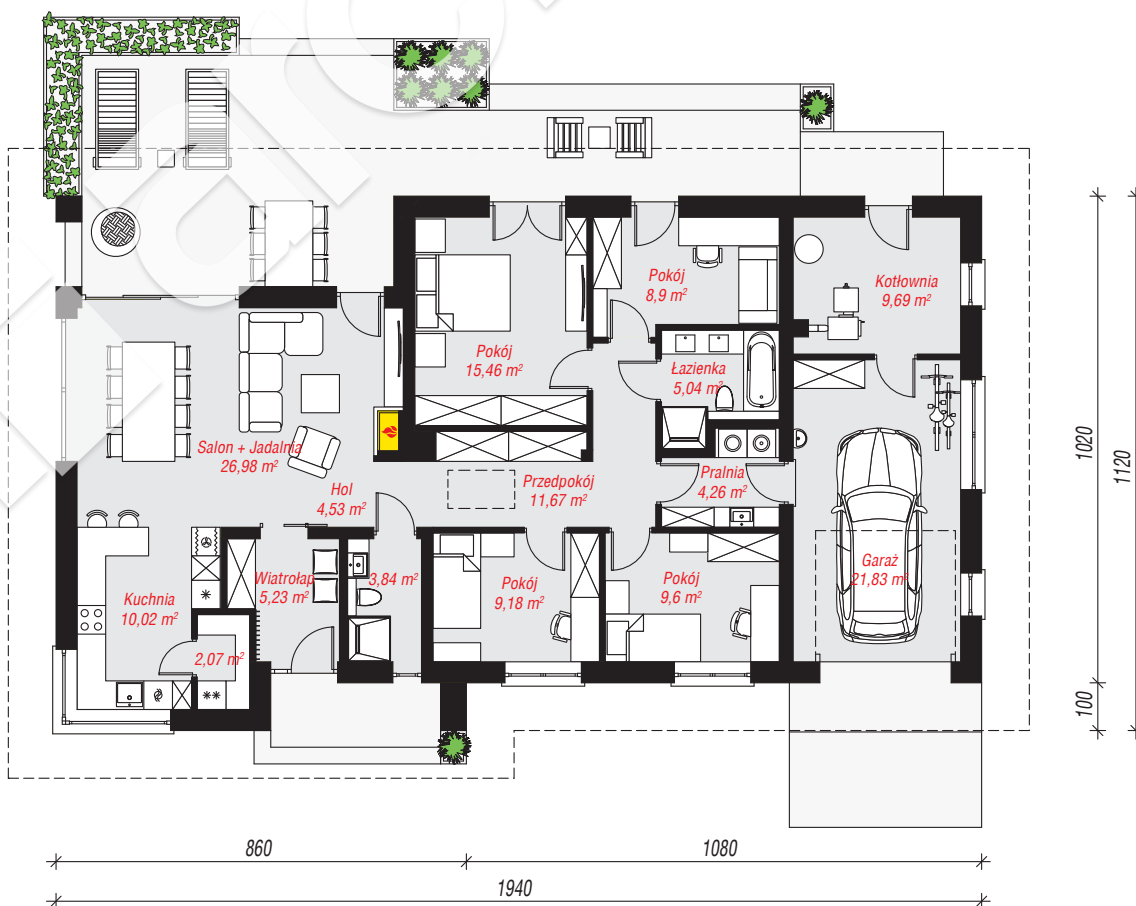 Pokój
8,9 m²
Kotłownia
9,69 m²
Pokój
15,46 m²
Łazienka
5,04 m²
Salon + Jadalnia
26,98 m²
Hol
4,53 m²
Przedpokój
11,67 m²
Pralnia
4,26 m²
Garaż
21,83 m²
Kuchnia
10,02 m²
Wiatrołap
5,23 m²
3,84 m²
Pokój
9,18 m²
Pokój
9,6 m²
2,07 m²
1020
1120
100
860
1080
1940